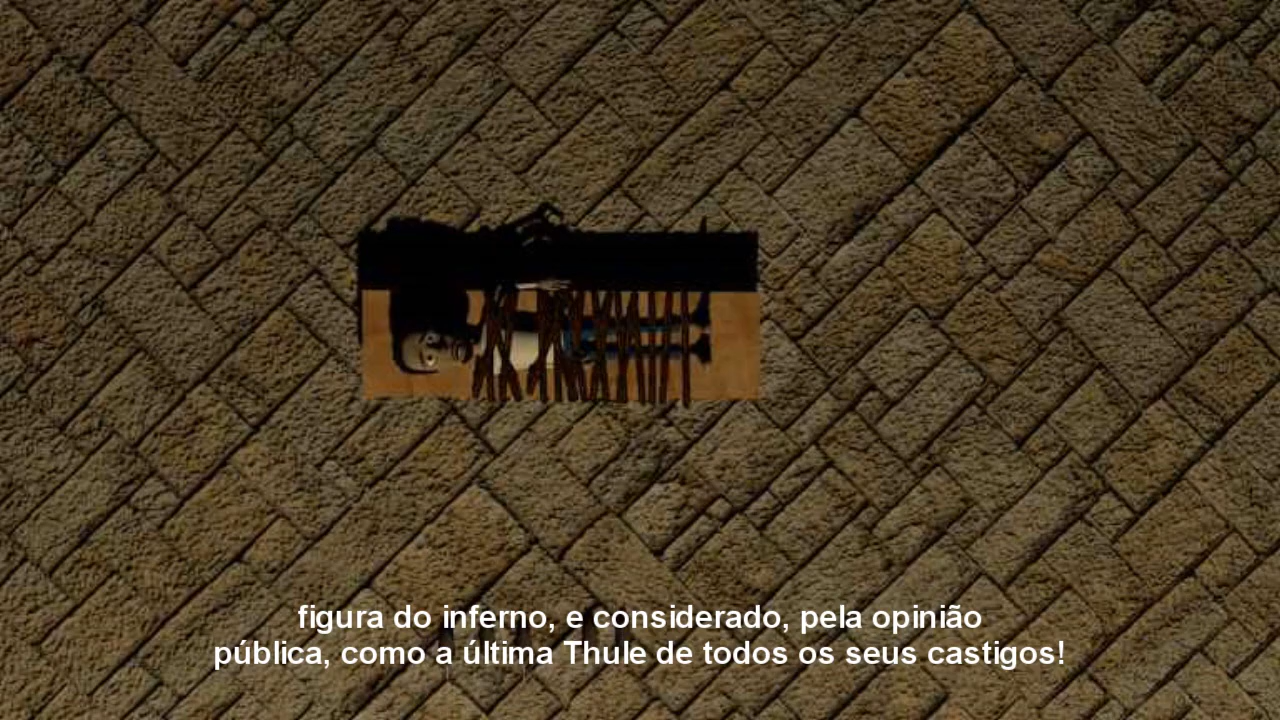 figura do inferno, e considerado, pela opinião
pública, como a última Thule de todos os seus castigos!